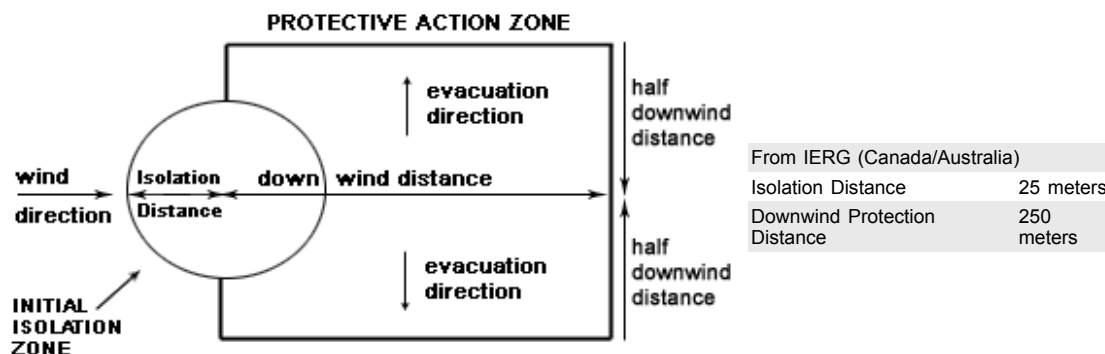 PROTECTIVE ACTION ZONE
evacuation
direction
half
downwind
distance
wind
direction
Isolation
Distance
down wind distance
evacuation
direction
half
downwind
distance
INITIAL
ISOLATION
ZONE
From IERG (Canada/Australia)
Isolation Distance 25 meters
Downwind Protection 250
Distance meters